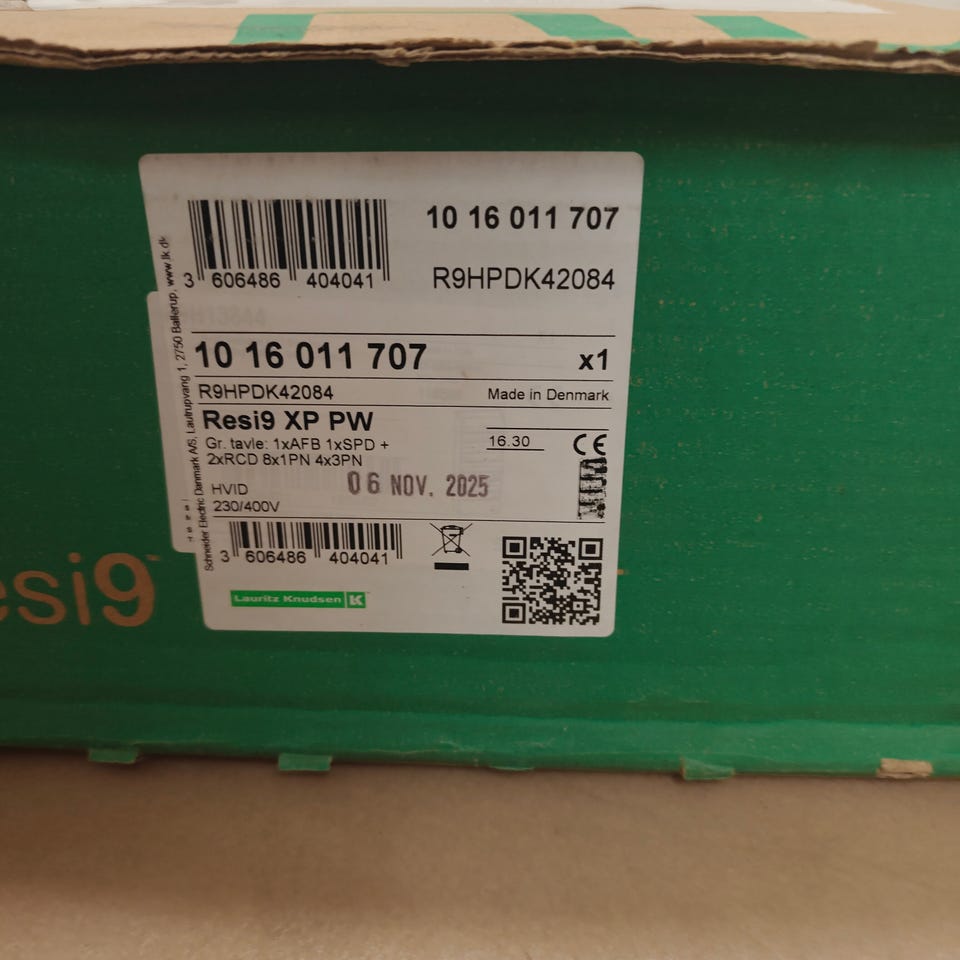 3 606486 404041
10 16 011 707
R9HPDK42084
10 16 011 707 x1
R9HPDK42084 Made in Denmark
Resi9 XP PW
Gr. tavle: 1xAFB 1xSPD +
2xRCD 8x1PN 4x3PN
16.30 CE
06 NOV. 2025
HVID
230/400V
3 606486 404041
Lauritz Knudsen LK
Schneider Electric Danmark A/S, Lautrupvang 1, 2750 Ballerup, www.lk.dk
esi9